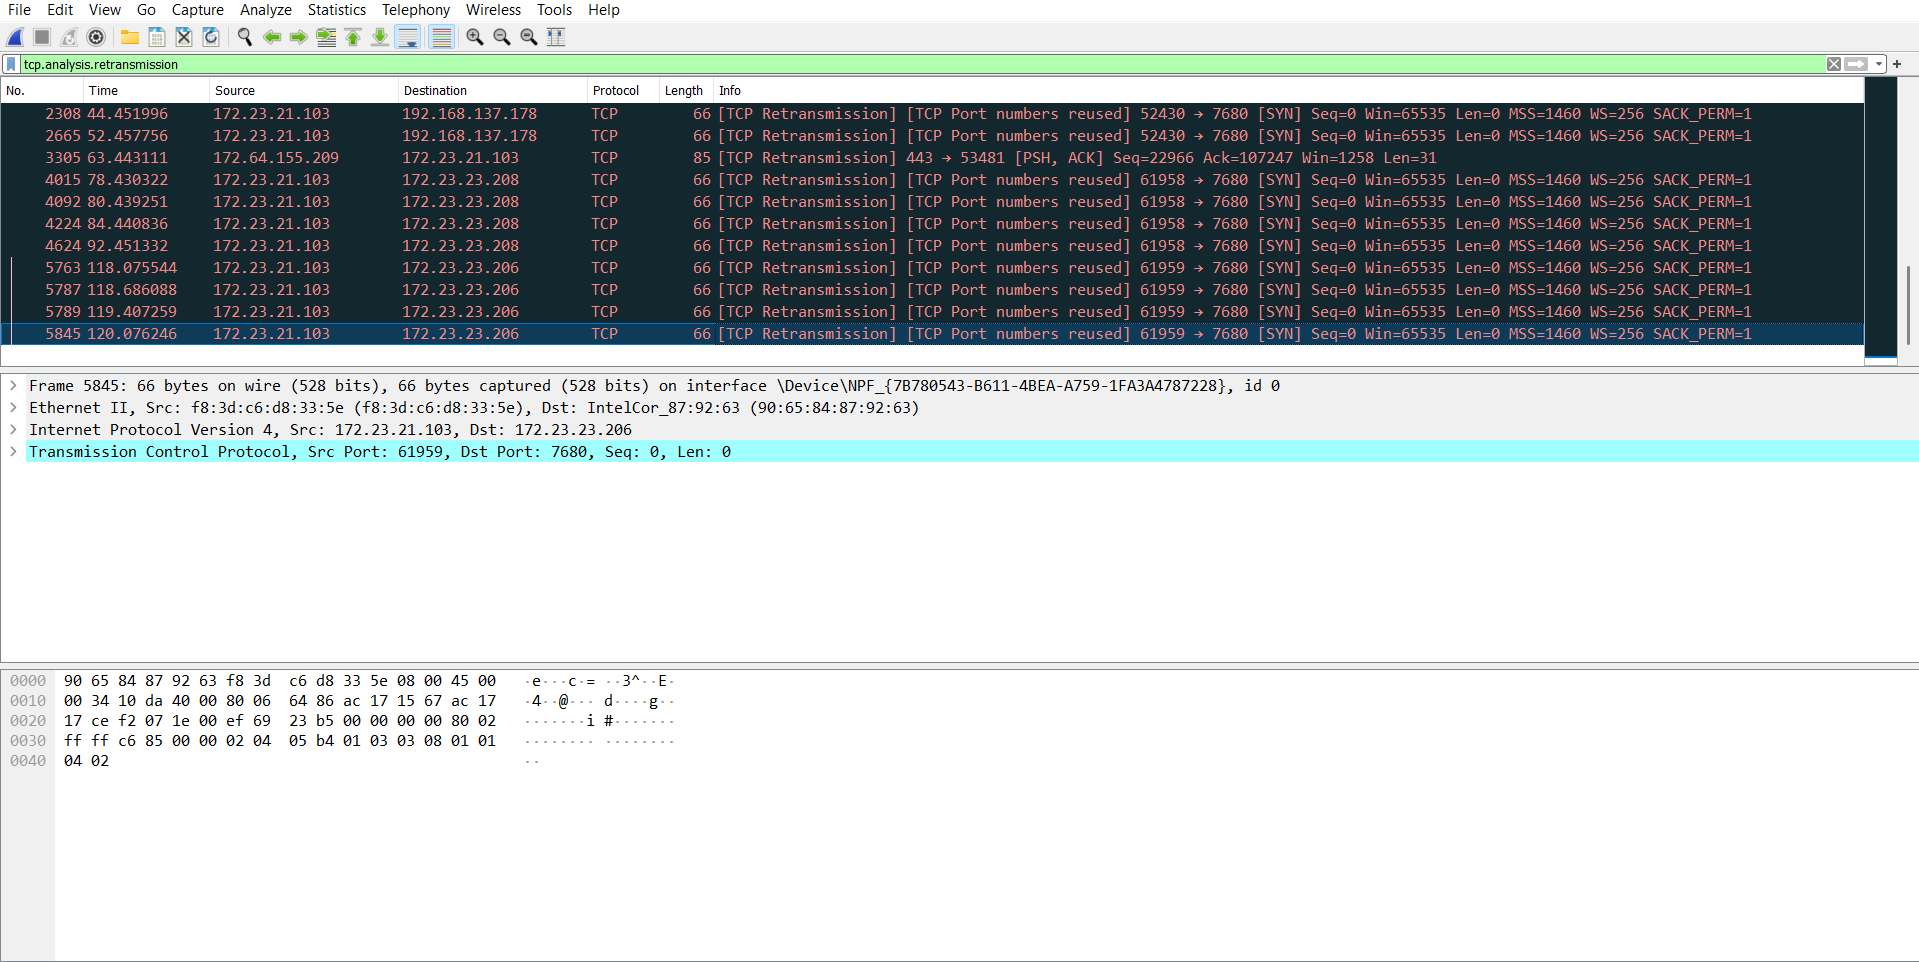 File Edit View Go Capture Analyze Statistics Telephony Wireless Tools Help
tcp.analysis.retransmission
No. Time Source Destination Protocol Length Info
2308 44.451996 172.23.21.103 192.168.137.178 TCP 66 [TCP Retransmission] [TCP Port numbers reused] 52430 → 7680 [SYN] Seq=0 Win=65535 Len=0 MSS=1460 WS=256 SACK_PERM=1
2665 52.457756 172.23.21.103 192.168.137.178 TCP 66 [TCP Retransmission] [TCP Port numbers reused] 52430 → 7680 [SYN] Seq=0 Win=65535 Len=0 MSS=1460 WS=256 SACK_PERM=1
3305 63.443111 172.64.155.209 172.23.21.103 TCP 85 [TCP Retransmission] 443 → 53481 [PSH, ACK] Seq=22966 Ack=107247 Win=1258 Len=31
4015 78.430322 172.23.21.103 172.23.23.208 TCP 66 [TCP Retransmission] [TCP Port numbers reused] 61958 → 7680 [SYN] Seq=0 Win=65535 Len=0 MSS=1460 WS=256 SACK_PERM=1
4092 80.439251 172.23.21.103 172.23.23.208 TCP 66 [TCP Retransmission] [TCP Port numbers reused] 61958 → 7680 [SYN] Seq=0 Win=65535 Len=0 MSS=1460 WS=256 SACK_PERM=1
4224 84.440836 172.23.21.103 172.23.23.208 TCP 66 [TCP Retransmission] [TCP Port numbers reused] 61958 → 7680 [SYN] Seq=0 Win=65535 Len=0 MSS=1460 WS=256 SACK_PERM=1
4624 92.451332 172.23.21.103 172.23.23.208 TCP 66 [TCP Retransmission] [TCP Port numbers reused] 61958 → 7680 [SYN] Seq=0 Win=65535 Len=0 MSS=1460 WS=256 SACK_PERM=1
5763 118.075544 172.23.21.103 172.23.23.206 TCP 66 [TCP Retransmission] [TCP Port numbers reused] 61959 → 7680 [SYN] Seq=0 Win=65535 Len=0 MSS=1460 WS=256 SACK_PERM=1
5787 118.686088 172.23.21.103 172.23.23.206 TCP 66 [TCP Retransmission] [TCP Port numbers reused] 61959 → 7680 [SYN] Seq=0 Win=65535 Len=0 MSS=1460 WS=256 SACK_PERM=1
5789 119.407259 172.23.21.103 172.23.23.206 TCP 66 [TCP Retransmission] [TCP Port numbers reused] 61959 → 7680 [SYN] Seq=0 Win=65535 Len=0 MSS=1460 WS=256 SACK_PERM=1
5845 120.076246 172.23.21.103 172.23.23.206 TCP 66 [TCP Retransmission] [TCP Port numbers reused] 61959 → 7680 [SYN] Seq=0 Win=65535 Len=0 MSS=1460 WS=256 SACK_PERM=1
Frame 5845: 66 bytes on wire (528 bits), 66 bytes captured (528 bits) on interface \Device\NPF_{7B780543-B611-4BEA-A759-1FA3A4787228}, id 0
Ethernet II, Src: f8:3d:c6:d8:33:5e (f8:3d:c6:d8:33:5e), Dst: IntelCor_87:92:63 (90:65:84:87:92:63)
Internet Protocol Version 4, Src: 172.23.21.103, Dst: 172.23.23.206
Transmission Control Protocol, Src Port: 61959, Dst Port: 7680, Seq: 0, Len: 0
0000 90 65 84 87 92 63 f8 3d c6 d8 33 5e 08 00 45 00 ·e···c·= ··3^··E·
0010 00 34 10 da 40 00 80 06 64 86 ac 17 15 67 ac 17 ·4··@··· d····g··
0020 17 ce f2 07 1e 00 ef 69 23 b5 00 00 00 00 80 02 ·······i #·······
0030 ff ff c6 85 00 00 02 04 05 b4 01 03 03 08 01 01 ········ ········
0040 04 02 ··